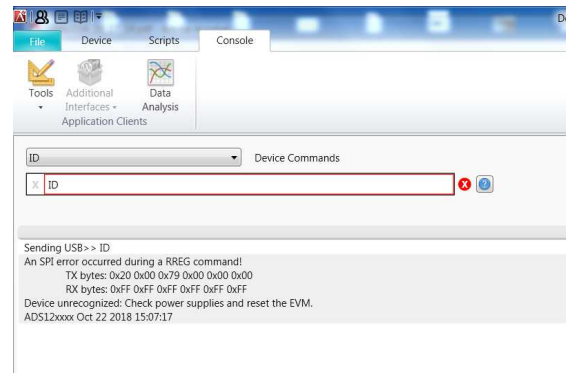 De
File Device Scripts Console
Tools Additional Data
Interfaces Analysis
Application Clients
ID Device Commands
X ID
Sending USB>> ID
An SPI error occurred during a RREG command!
TX bytes: 0x20 0x00 0x79 0x00 0x00 0x00
RX bytes: 0xFF 0xFF 0xFF 0xFF 0xFF 0xFF
Device unrecognized: Check power supplies and reset the EVM.
ADS12xxxx Oct 22 2018 15:07:17